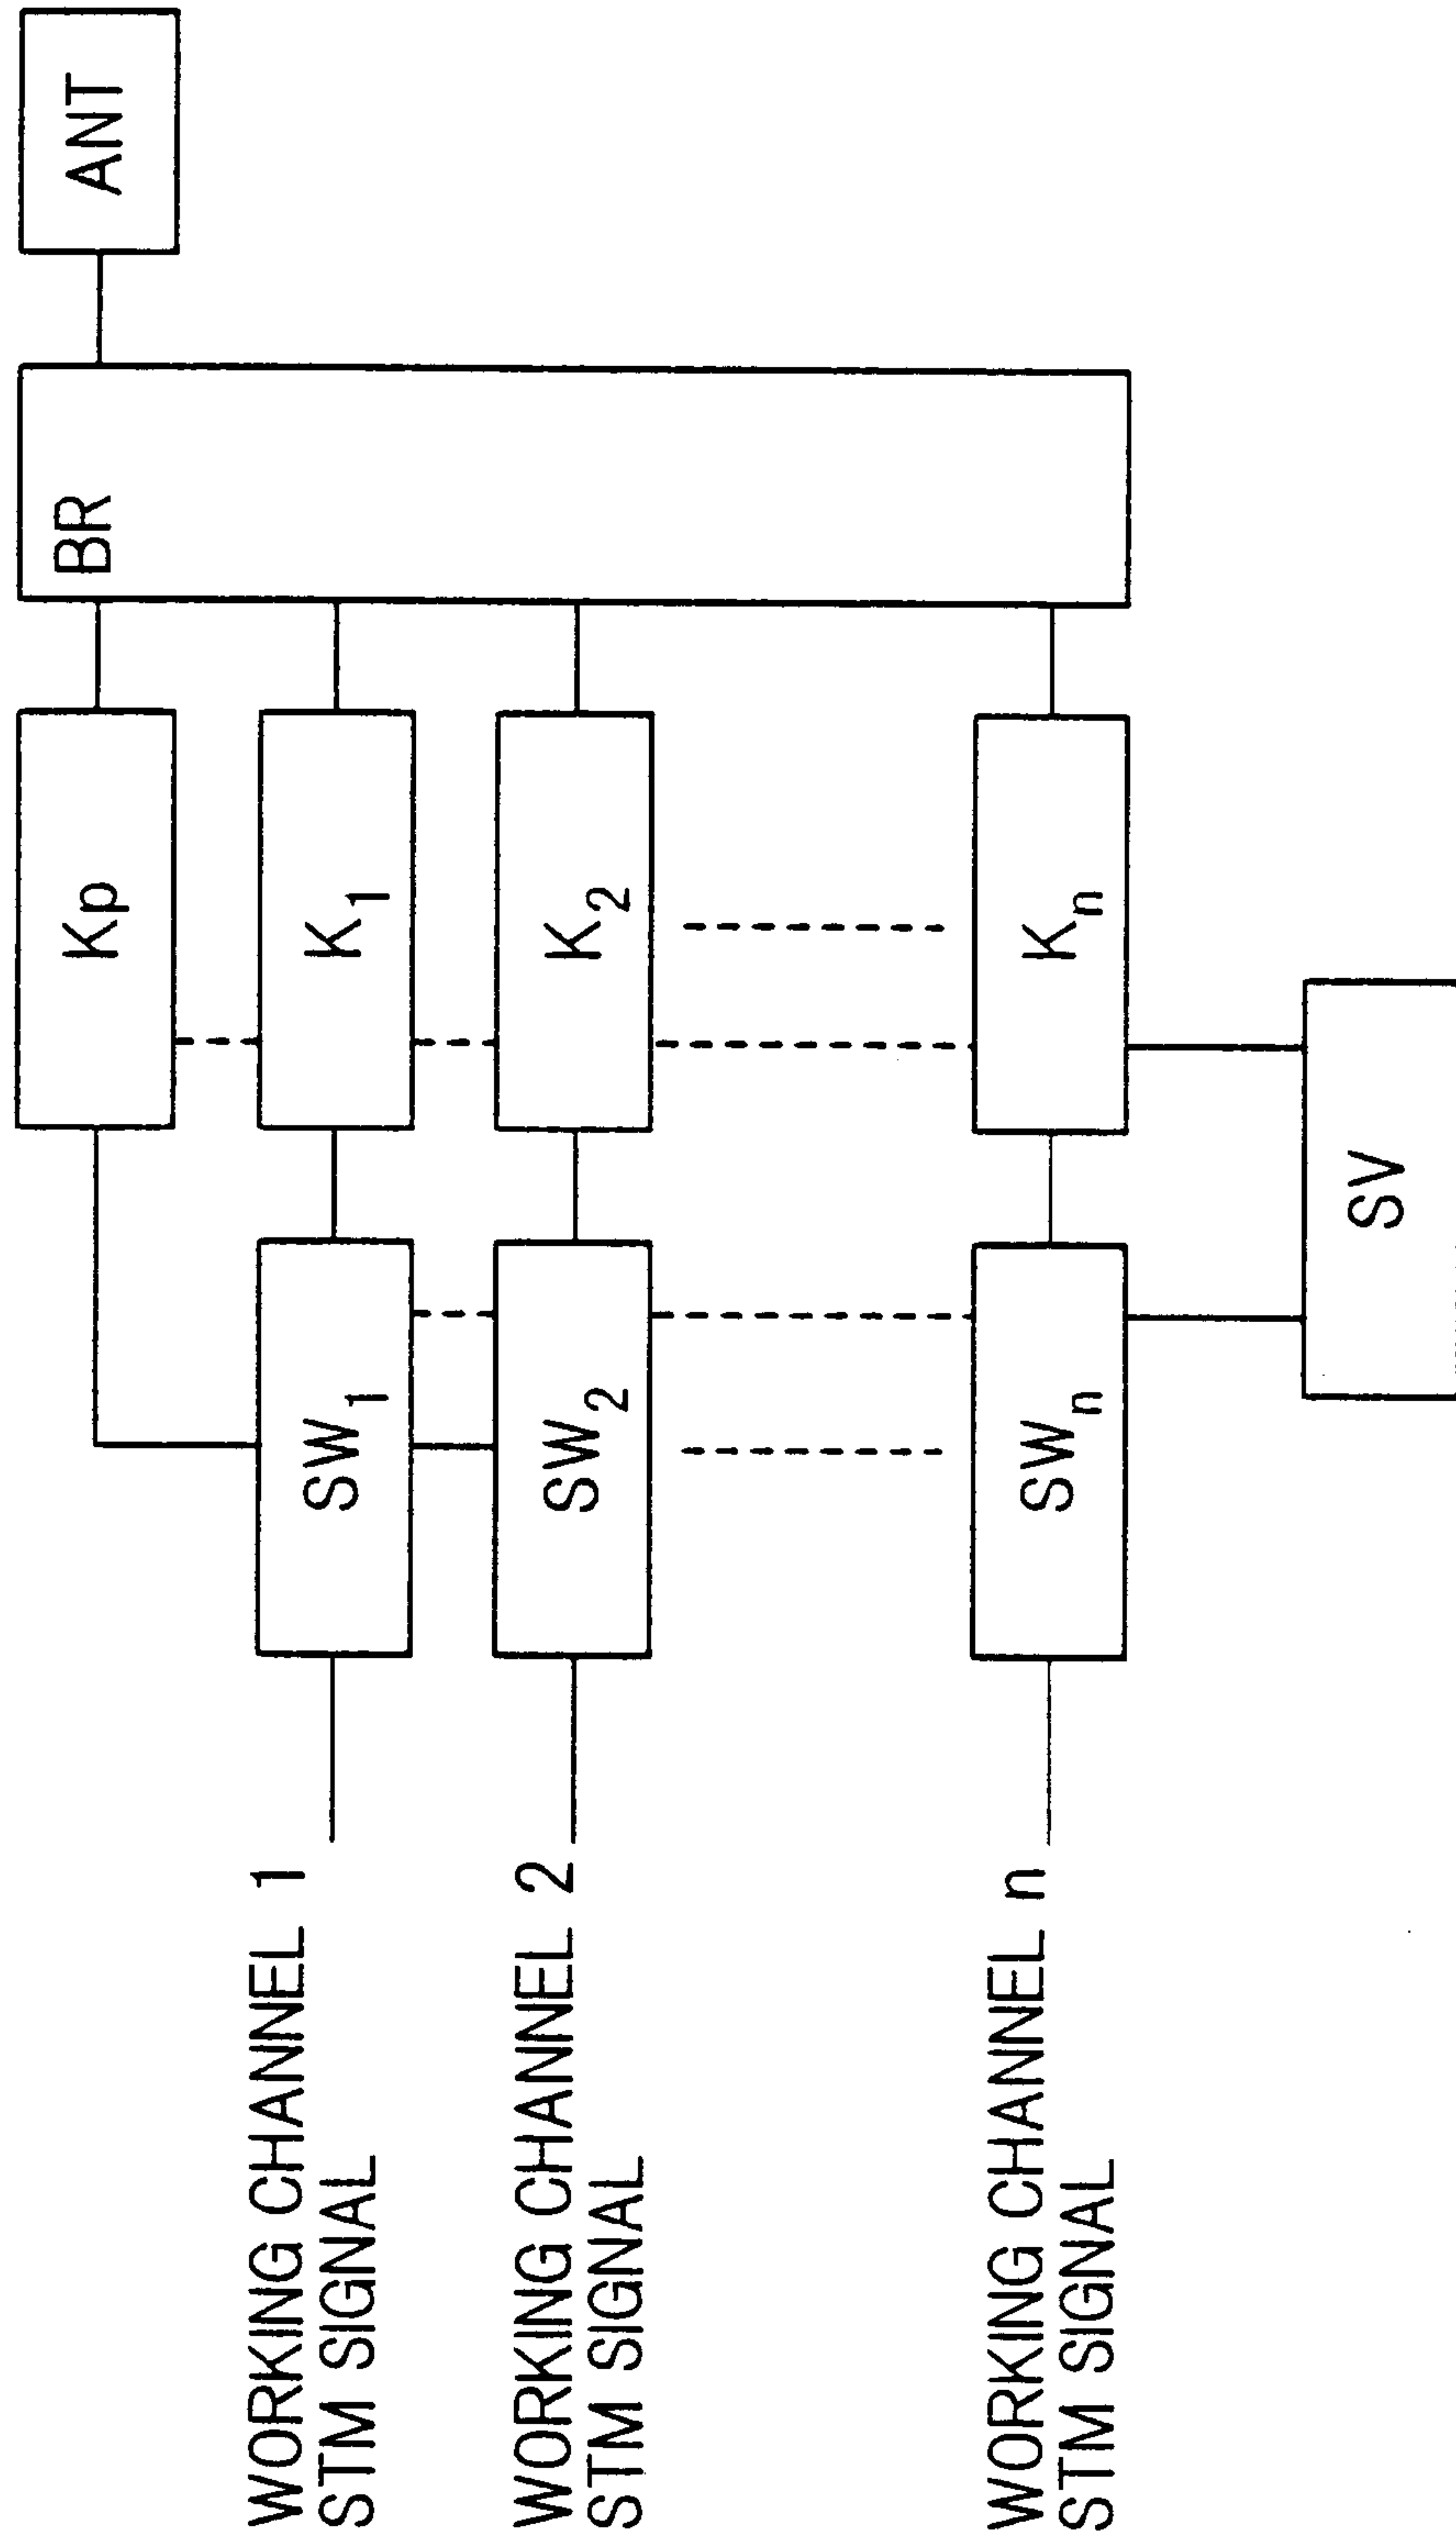 ANT
BR
Kp
K1
K2
Kn
SW1
SW2
SWn
SV
WORKING CHANNEL 1
STM SIGNAL
WORKING CHANNEL 2
STM SIGNAL
WORKING CHANNEL n
STM SIGNAL